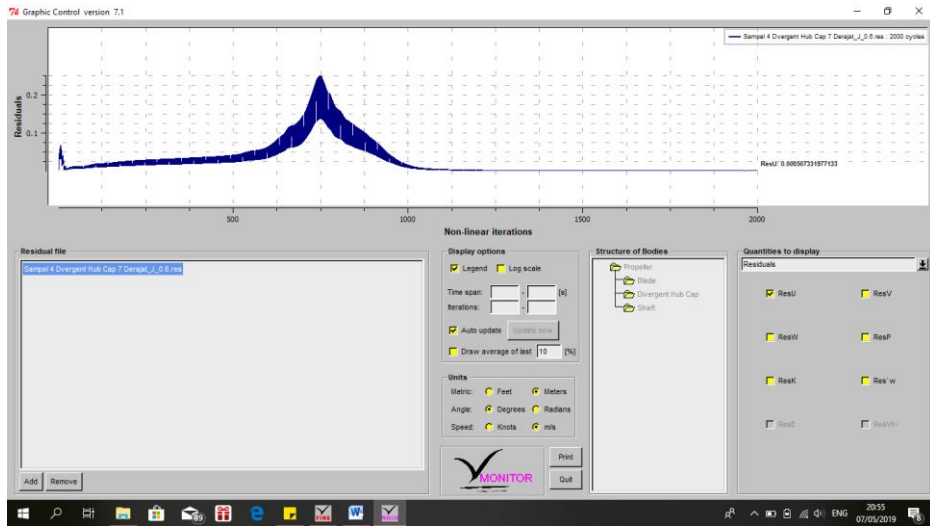 Graphic Control version 7.1
Sampel 4 Dvergent Hub Cap 7 Derajat_J_0.6.res : 2000 cycles
Residuals
0.2
0.1
ResU: 0.000507331977133
500
1000
1500
2000
Non-linear iterations
Residual file
Sampel 4 Dvergent Hub Cap 7 Derajat_J_0.6.res
Add
Remove
Display options
Legend
Log scale
Time span:
-
[s]
Iterations:
-
Auto update
Update now
Draw average of last
10
[%]
Units
Metric:
Feet
Meters
Angle:
Degrees
Radians
Speed:
Knots
m/s
MONITOR
Print
Quit
Structure of Bodies
Propeller
Blade
Divergent Hub Cap
Shaft
Quantities to display
Residuals
ResU
ResV
ResW
ResP
ResK
Res`w
ResE
89
ENG
20:55
07/05/2019